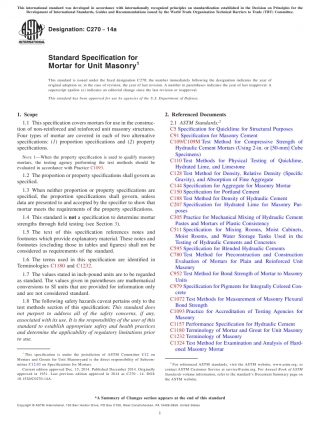 This international standard was developed in accordance with internationally recognized principles on standardization established in the Decision on Principles for the
Development of International Standards, Guides and Recommendations issued by the World Trade Organization Technical Barriers to Trade (TBT) Committee.
Designation: C270 − 14a
INTERNATIONAL
Standard Specification for
Mortar for Unit Masonry¹
This standard is issued under the fixed designation C270; the number immediately following the designation indicates the year of
original adoption or, in the case of revision, the year of last revision. A number in parentheses indicates the year of last reapproval. A
superscript epsilon (ε) indicates an editorial change since the last revision or reapproval.
This standard has been approved for use by agencies of the U.S. Department of Defense.
1. Scope
1.1 This specification covers mortars for use in the construc-
tion of non-reinforced and reinforced unit masonry structures.
Four types of mortar are covered in each of two alternative
specifications: (1) proportion specifications and (2) property
specifications.
NOTE 1—When the property specification is used to qualify masonry
mortars, the testing agency performing the test methods should be
evaluated in accordance with Practice C1093.
1.2 The proportion or property specifications shall govern as
specified.
1.3 When neither proportion or property specifications are
specified, the proportion specifications shall govern, unless
data are presented to and accepted by the specifier to show that
mortar meets the requirements of the property specifications.
1.4 This standard is not a specification to determine mortar
strengths through field testing (see Section 3).
1.5 The text of this specification references notes and
footnotes which provide explanatory material. These notes and
footnotes (excluding those in tables and figures) shall not be
considered as requirements of the standard.
1.6 The terms used in this specification are identified in
Terminologies C1180 and C1232.
1.7 The values stated in inch-pound units are to be regarded
as standard. The values given in parentheses are mathematical
conversions to SI units that are provided for information only
and are not considered standard.
1.8 The following safety hazards caveat pertains only to the
test methods section of this specification: This standard does
not purport to address all of the safety concerns, if any,
associated with its use. It is the responsibility of the user of this
standard to establish appropriate safety and health practices
and determine the applicability of regulatory limitations prior
to use.
¹ This specification is under the jurisdiction of ASTM Committee C12 on
Mortars and Grouts for Unit Masonry and is the direct responsibility of Subcom-
mittee C12.03 on Specifications for Mortars.
Current edition approved Dec. 15, 2014. Published December 2014. Originally
approved in 1951. Last previous edition approved in 2014 as C270 – 14. DOI:
10.1520/C0270-14A.
2. Referenced Documents
2.1 ASTM Standards:²
C5 Specification for Quicklime for Structural Purposes
C91 Specification for Masonry Cement
C109/C109M Test Method for Compressive Strength of
Hydraulic Cement Mortars (Using 2-in. or [50-mm] Cube
Specimens)
C110 Test Methods for Physical Testing of Quicklime,
Hydrated Lime, and Limestone
C128 Test Method for Density, Relative Density (Specific
Gravity), and Absorption of Fine Aggregate
C144 Specification for Aggregate for Masonry Mortar
C150 Specification for Portland Cement
C188 Test Method for Density of Hydraulic Cement
C207 Specification for Hydrated Lime for Masonry Pur-
poses
C305 Practice for Mechanical Mixing of Hydraulic Cement
Pastes and Mortars of Plastic Consistency
C511 Specification for Mixing Rooms, Moist Cabinets,
Moist Rooms, and Water Storage Tanks Used in the
Testing of Hydraulic Cements and Concretes
C595 Specification for Blended Hydraulic Cements
C780 Test Method for Preconstruction and Construction
Evaluation of Mortars for Plain and Reinforced Unit
Masonry
C952 Test Method for Bond Strength of Mortar to Masonry
Units
C979 Specification for Pigments for Integrally Colored Con-
crete
C1072 Test Methods for Measurement of Masonry Flexural
Bond Strength
C1093 Practice for Accreditation of Testing Agencies for
Masonry
C1157 Performance Specification for Hydraulic Cement
C1180 Terminology of Mortar and Grout for Unit Masonry
C1232 Terminology of Masonry
C1324 Test Method for Examination and Analysis of Hard-
ened Masonry Mortar
² For referenced ASTM standards, visit the ASTM website, www.astm.org, or
contact ASTM Customer Service at service@astm.org. For Annual Book of ASTM
Standards volume information, refer to the standard's Document Summary page on
the ASTM website.
*A Summary of Changes section appears at the end of this standard
Copyright © ASTM International, 100 Barr Harbor Drive, PO Box C700, West Conshohocken, PA 19428-2959. United States
1